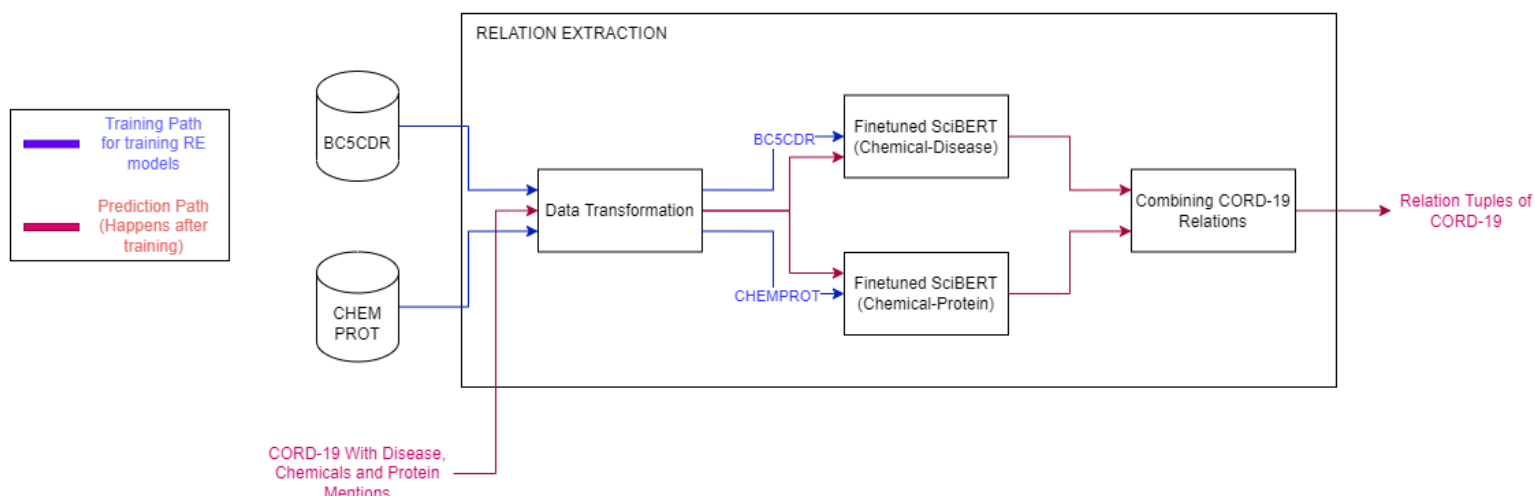 RELATION EXTRACTION
Training Path
for training RE
models
Prediction Path
(Happens after
training)
BC5CDR
CHEM
PROT
Data Transformation
BC5CDR
CHEMPROT
Finetuned SciBERT
(Chemical-Disease)
Finetuned SciBERT
(Chemical-Protein)
Combining CORD-19
Relations
Relation Tuples of
CORD-19
CORD-19 With Disease,
Chemicals and Protein
Mentions